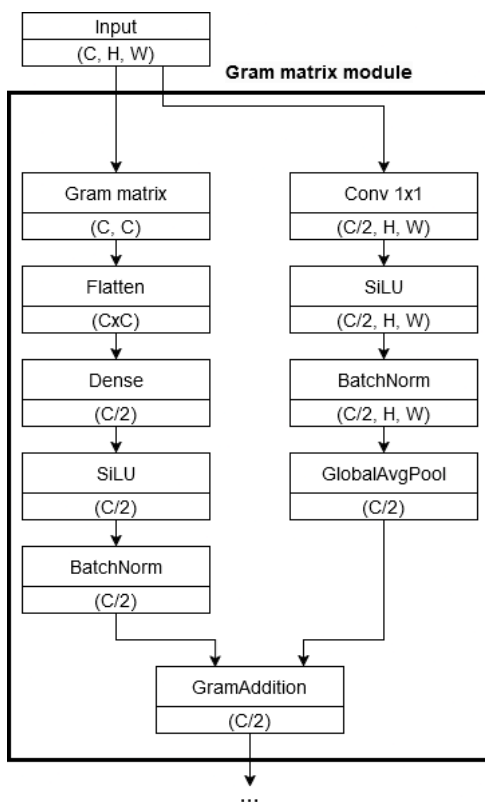 Input
(C, H, W)
Gram matrix module
Gram matrix
(C, C)
Flatten
(CxC)
Dense
(C/2)
SiLU
(C/2)
BatchNorm
(C/2)
Conv 1x1
(C/2, H, W)
SiLU
(C/2, H, W)
BatchNorm
(C/2, H, W)
GlobalAvgPool
(C/2)
GramAddition
(C/2)
...